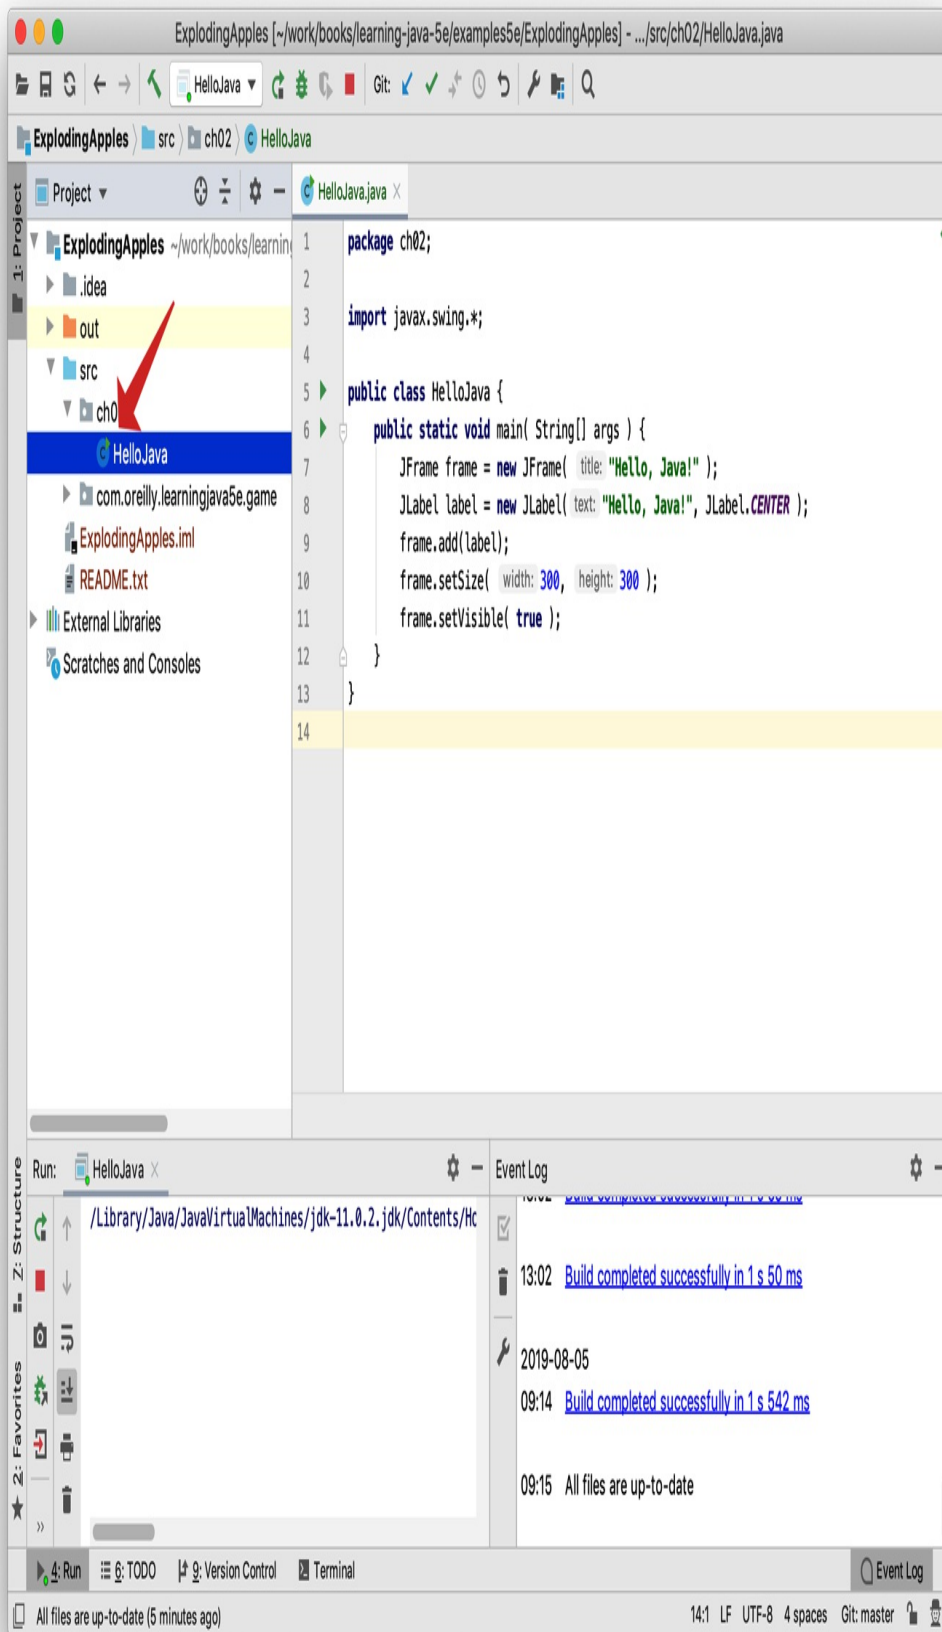 ExplodingApples [~/work/books/learning-java-5e/examples5e/ExplodingApples] - .../src/ch02/HelloJava.java
HelloJava Git:
ExplodingApples src ch02 HelloJava
1: Project
Project
HelloJava.java
ExplodingApples ~/work/books/learning
.idea
out
src
ch0
HelloJava
com.oreilly.learningjava5e.game
ExplodingApples.iml
README.txt
External Libraries
Scratches and Consoles
1 package ch02;
2
3 import javax.swing.*;
4
5 public class HelloJava {
6 public static void main( String[] args ) {
7 JFrame frame = new JFrame( title: "Hello, Java!" );
8 JLabel label = new JLabel( text: "Hello, Java!", JLabel.CENTER );
9 frame.add(label);
10 frame.setSize( width: 300, height: 300 );
11 frame.setVisible( true );
12 }
13 }
14
Z: Structure
2: Favorites
Run: HelloJava
/Library/Java/JavaVirtualMachines/jdk-11.0.2.jdk/Contents/Ho
Event Log
13:02 Build completed successfully in 1 s 50 ms
2019-08-05
09:14 Build completed successfully in 1 s 542 ms
09:15 All files are up-to-date
4: Run 6: TODO 9: Version Control Terminal Event Log
All files are up-to-date (5 minutes ago) 14:1 LF UTF-8 4 spaces Git: master